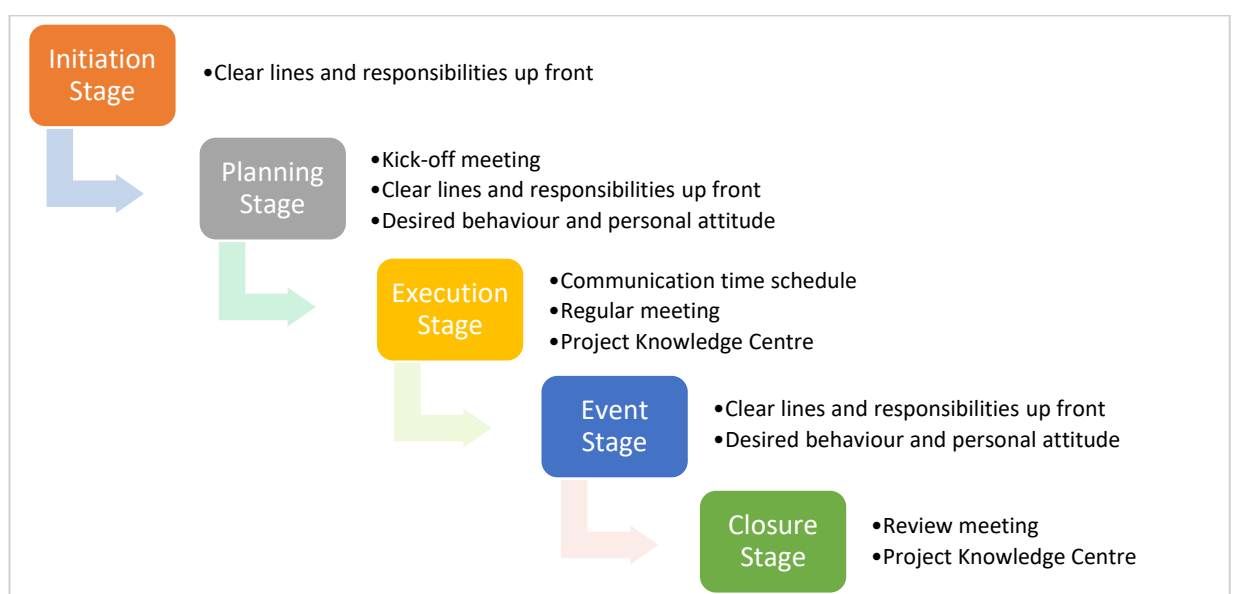 Initiation
Stage
•Clear lines and responsibilities up front
Planning
Stage
•Kick-off meeting
•Clear lines and responsibilities up front
•Desired behaviour and personal attitude
Execution
Stage
•Communication time schedule
•Regular meeting
•Project Knowledge Centre
Event
Stage
•Clear lines and responsibilities up front
•Desired behaviour and personal attitude
Closure
Stage
•Review meeting
•Project Knowledge Centre